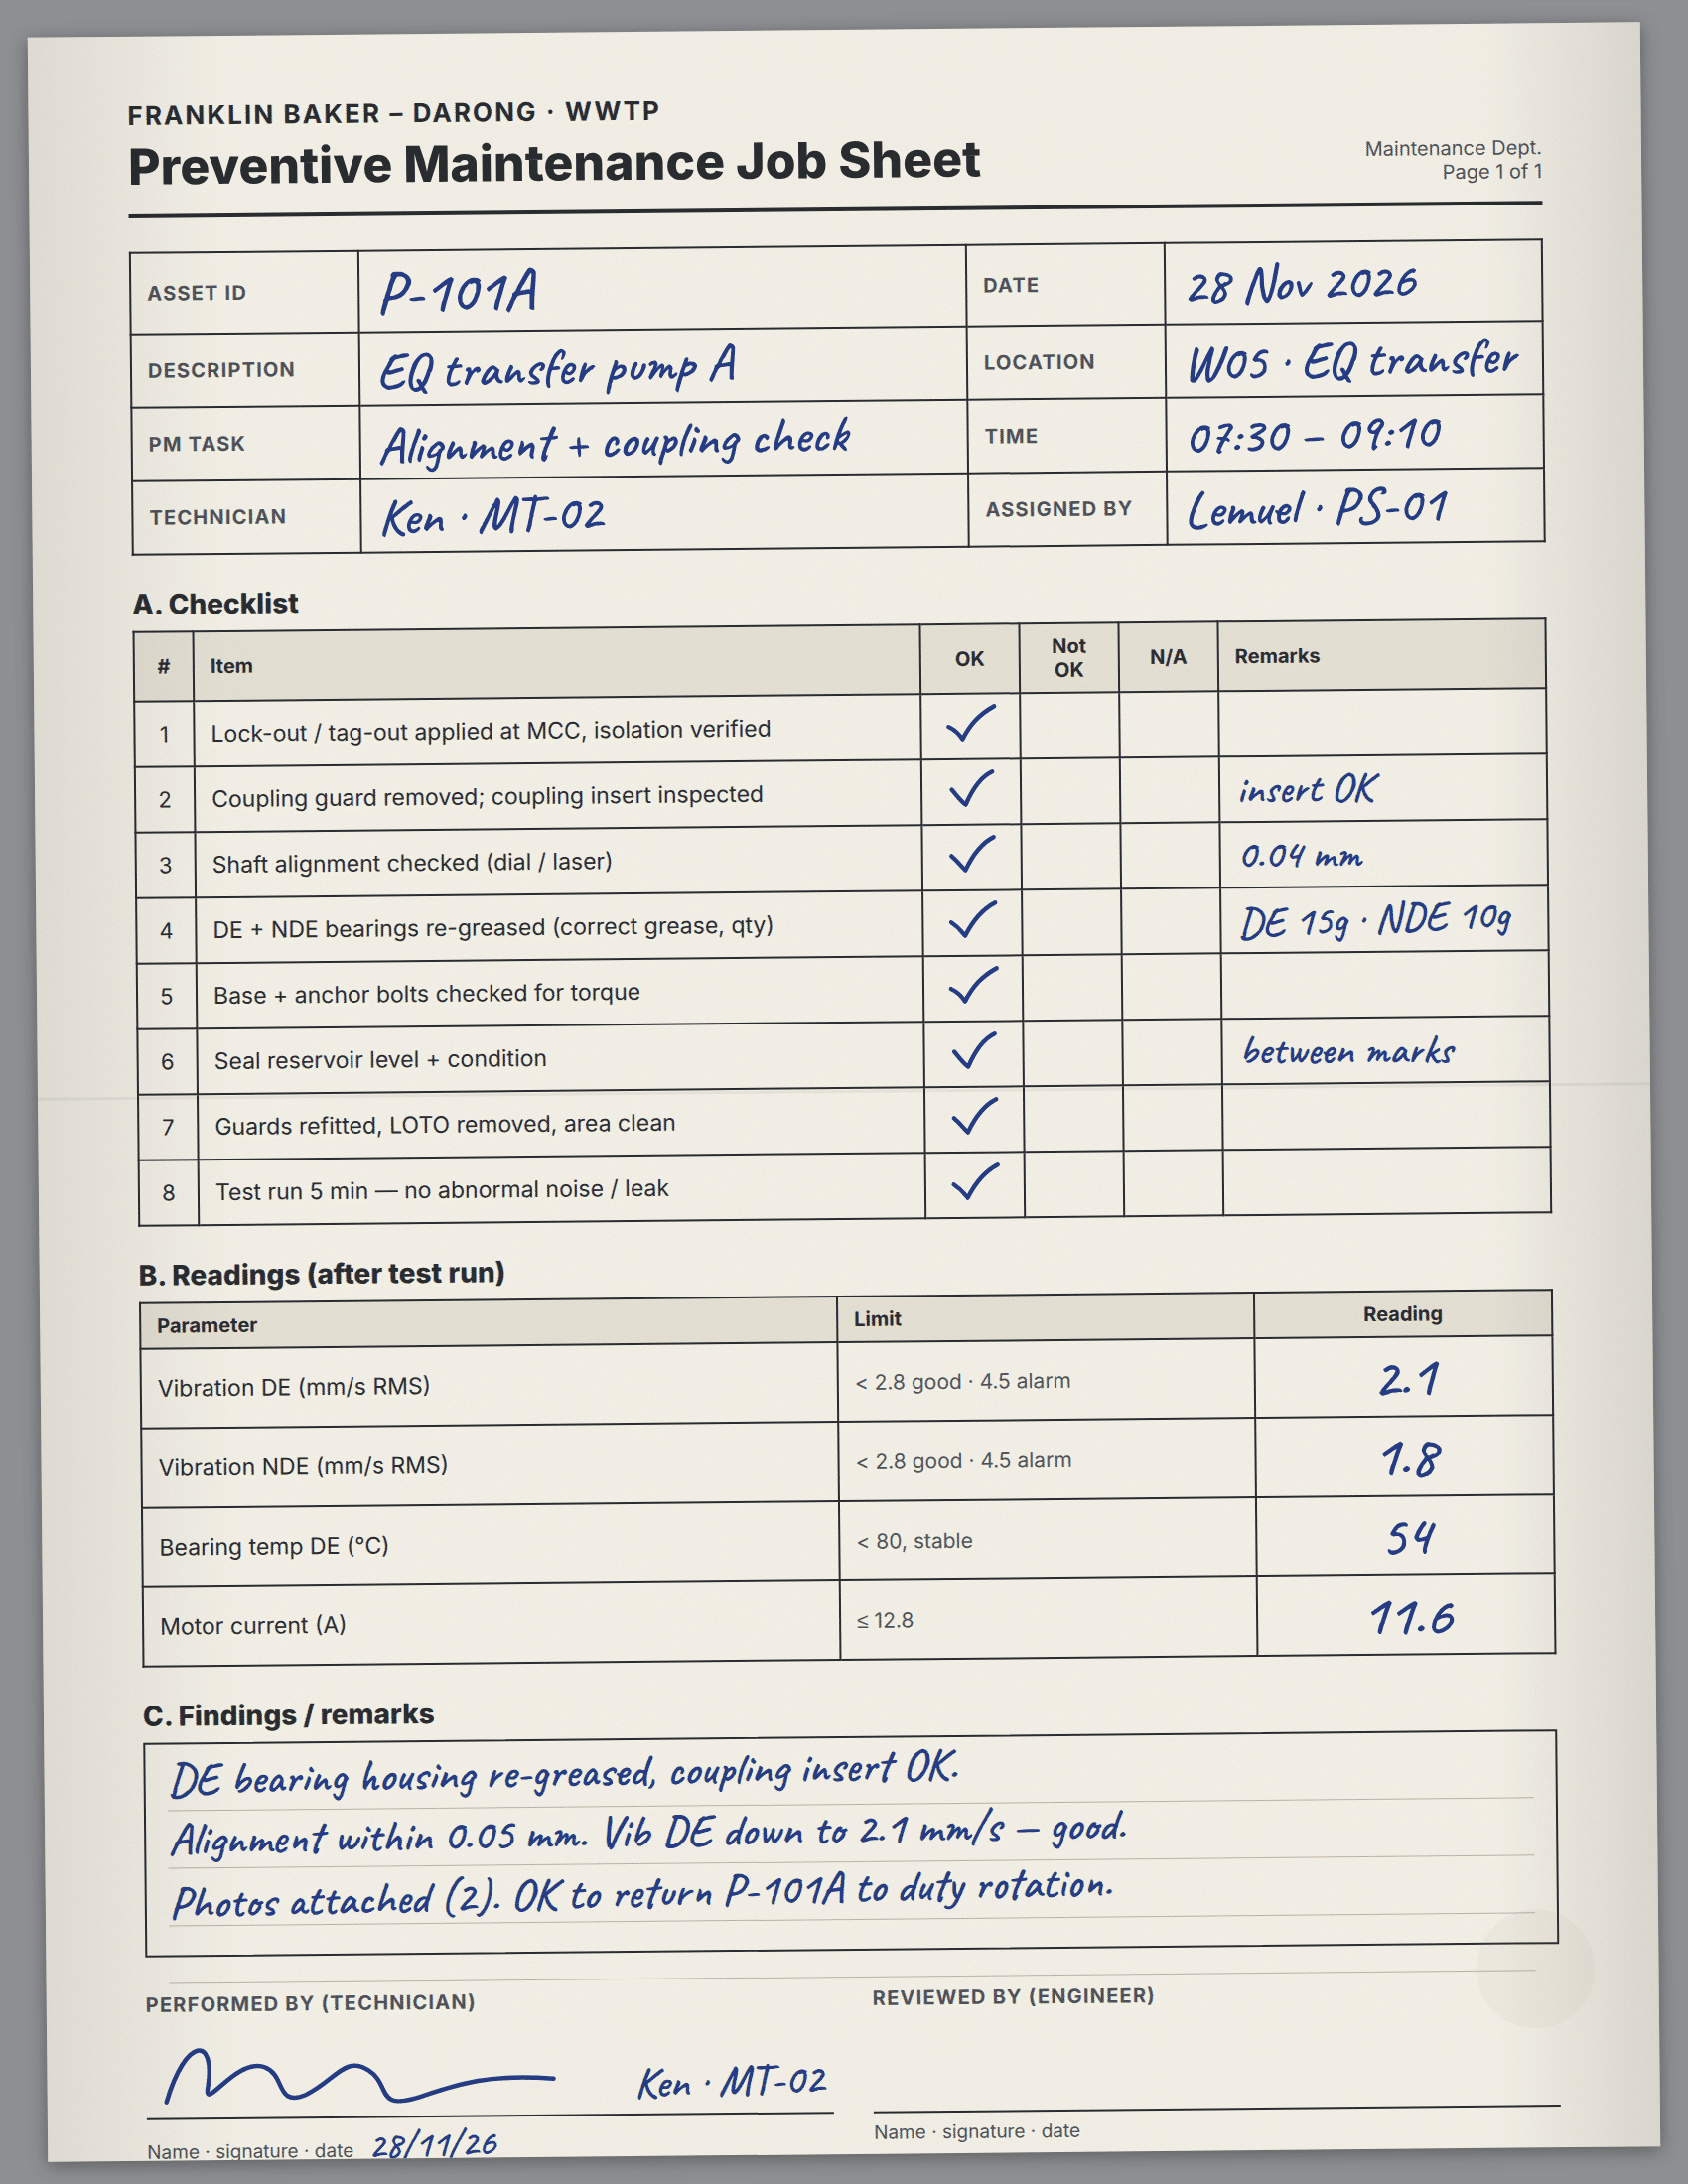 FRANKLIN BAKER – DARONG · WWTP
Preventive Maintenance Job Sheet
Maintenance Dept.
Page 1 of 1
ASSET ID P-101A DATE 28 Nov 2026
DESCRIPTION EQ transfer pump A LOCATION W05 · EQ transfer
PM TASK Alignment + coupling check TIME 07:30 – 09:10
TECHNICIAN Ken · MT-02 ASSIGNED BY Lemuel · PS-01
A. Checklist
# Item OK Not OK N/A Remarks
1 Lock-out / tag-out applied at MCC, isolation verified ✓
2 Coupling guard removed; coupling insert inspected ✓ insert OK
3 Shaft alignment checked (dial / laser) ✓ 0.04 mm
4 DE + NDE bearings re-greased (correct grease, qty) ✓ DE 15g · NDE 10g
5 Base + anchor bolts checked for torque ✓
6 Seal reservoir level + condition ✓ between marks
7 Guards refitted, LOTO removed, area clean ✓
8 Test run 5 min — no abnormal noise / leak ✓
B. Readings (after test run)
Parameter Limit Reading
Vibration DE (mm/s RMS) < 2.8 good · 4.5 alarm 2.1
Vibration NDE (mm/s RMS) < 2.8 good · 4.5 alarm 1.8
Bearing temp DE (°C) < 80, stable 54
Motor current (A) ≤ 12.8 11.6
C. Findings / remarks
DE bearing housing re-greased, coupling insert OK.
Alignment within 0.05 mm. Vib DE down to 2.1 mm/s – good.
Photos attached (2). OK to return P-101A to duty rotation.
PERFORMED BY (TECHNICIAN) REVIEWED BY (ENGINEER)
Ken · MT-02
Name · signature · date 28/11/26 Name · signature · date